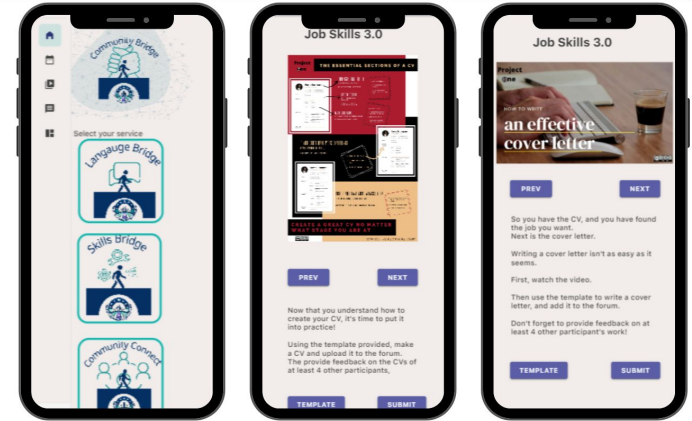 Community Bridge
Select your service
Langauge Bridge
Skills Bridge
Community Connect
Job Skills 3.0
Project
@ne
THE ESSENTIAL SECTIONS OF A CV
CREATE A GREAT CV NO MATTER
WHAT STAGE YOU ARE AT
PREV
NEXT
Now that you understand how to
create your CV, it's time to put it
into practice!
Using the template provided, make
a CV and upload it to the forum.
The provide feedback on the CVs of
at least 4 other participants,
TEMPLATE
SUBMIT
Job Skills 3.0
Project
@ne
HOW TO WRITE
an effective
cover letter
PREV
NEXT
So you have the CV, and you have found
the job you want.
Next is the cover letter.
Writing a cover letter isn't as easy as it
seems.
First, watch the video.
Then use the template to write a cover
letter, and add it to the forum.
Don't forget to provide feedback on at
least 4 other participant's work!
TEMPLATE
SUBMIT